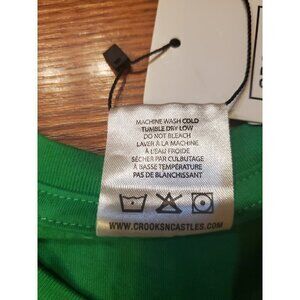 MACHINE WASH COLD
TUMBLE DRY LOW
DO NOT BLEACH
LAVER À LA MACHINE
À L'EAU FROIDE
SÉCHER PAR CULBUTAGE
À BASSE TEMPÉRATURE
PAS DE BLANCHISSANT
WWW.CROOKSNCASTLES.COM